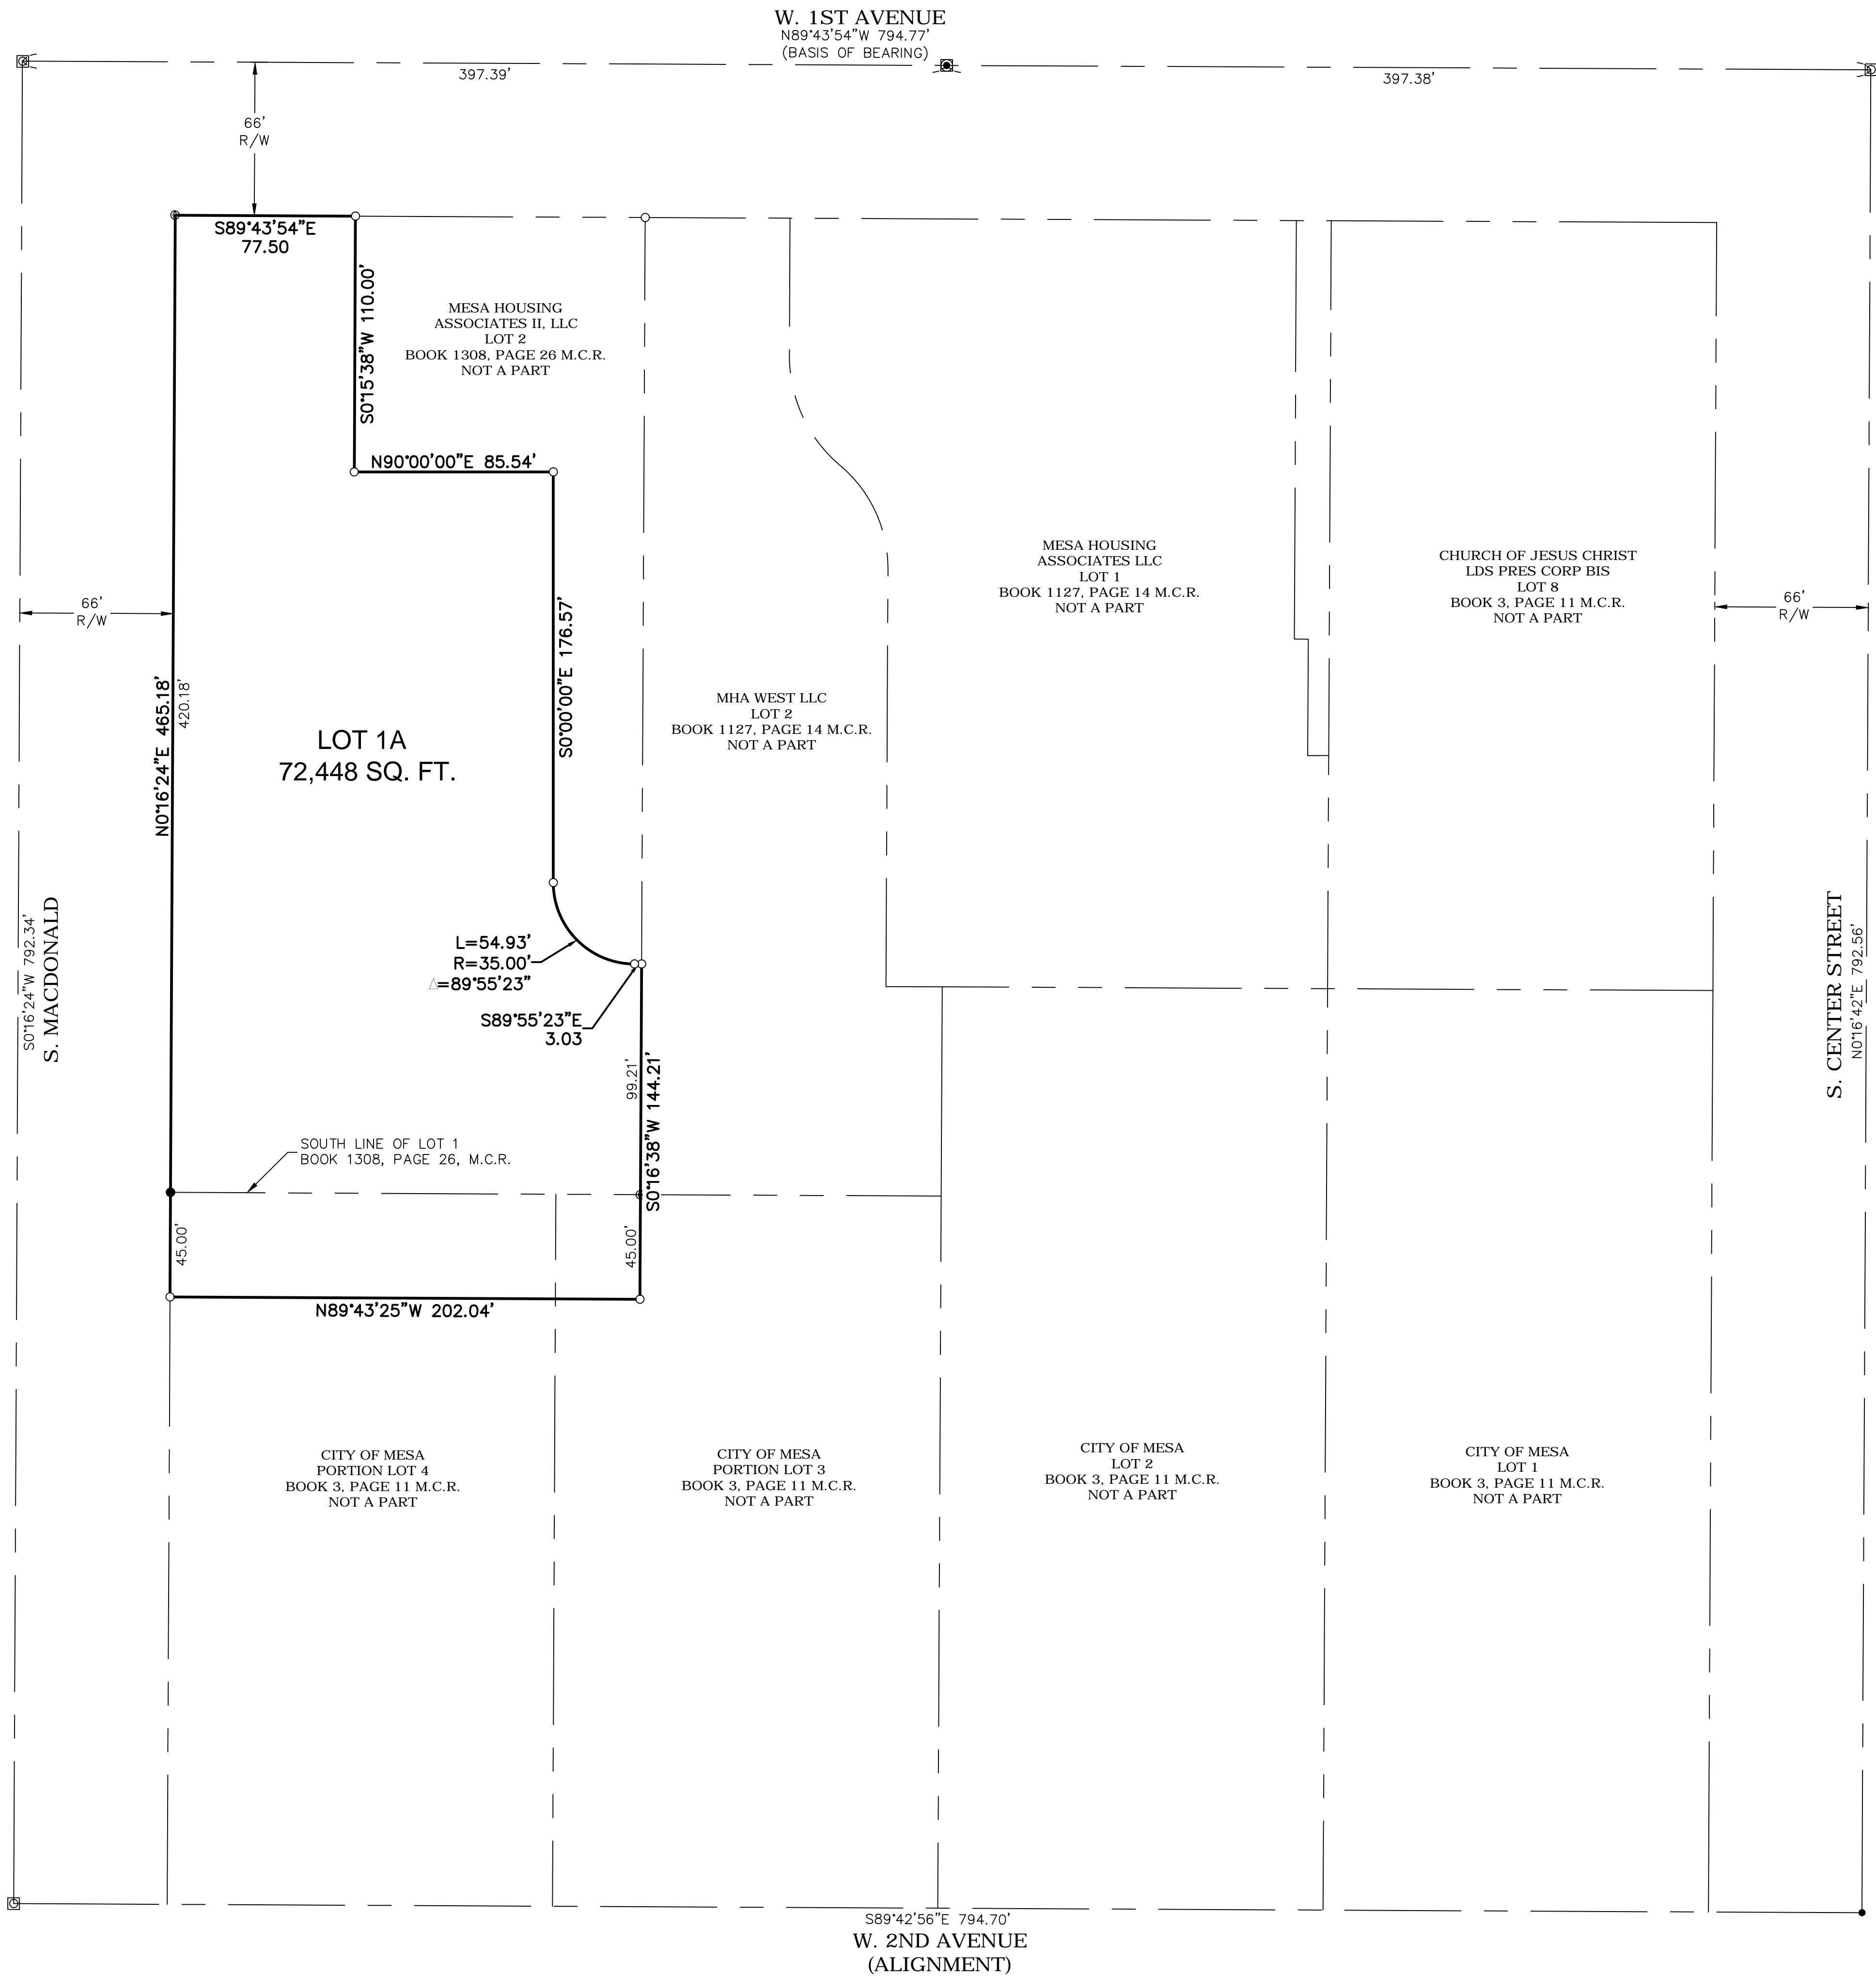 W. 1ST AVENUE
N89°43'54"W 794.77'
(BASIS OF BEARING)
397.39'
397.38'
66'
R/W
S89°43'54"E
77.50
S0°15'38"W 110.00'
MESA HOUSING
ASSOCIATES II, LLC
LOT 2
BOOK 1308, PAGE 26 M.C.R.
NOT A PART
N90°00'00"E 85.54'
MESA HOUSING
ASSOCIATES LLC
LOT 1
BOOK 1127, PAGE 14 M.C.R.
NOT A PART
CHURCH OF JESUS CHRIST
LDS PRES CORP BIS
LOT 8
BOOK 3, PAGE 11 M.C.R.
NOT A PART
66'
R/W
66'
R/W
S0°00'00"E 176.57'
N0°16'24"E 465.18'
420.18'
MHA WEST LLC
LOT 2
BOOK 1127, PAGE 14 M.C.R.
NOT A PART
LOT 1A
72,448 SQ. FT.
S0°16'24"W 792.34'
S. MACDONALD
L=54.93'
R=35.00'
Δ=89°55'23"
S89°55'23"E
3.03
S. CENTER STREET
N0°16'42"E 792.56'
99.21'
S0°16'38"W 144.21'
SOUTH LINE OF LOT 1
BOOK 1308, PAGE 26, M.C.R.
45.00'
45.00'
N89°43'25"W 202.04'
CITY OF MESA
PORTION LOT 4
BOOK 3, PAGE 11 M.C.R.
NOT A PART
CITY OF MESA
PORTION LOT 3
BOOK 3, PAGE 11 M.C.R.
NOT A PART
CITY OF MESA
LOT 2
BOOK 3, PAGE 11 M.C.R.
NOT A PART
CITY OF MESA
LOT 1
BOOK 3, PAGE 11 M.C.R.
NOT A PART
S89°42'56"E 794.70'
W. 2ND AVENUE
(ALIGNMENT)